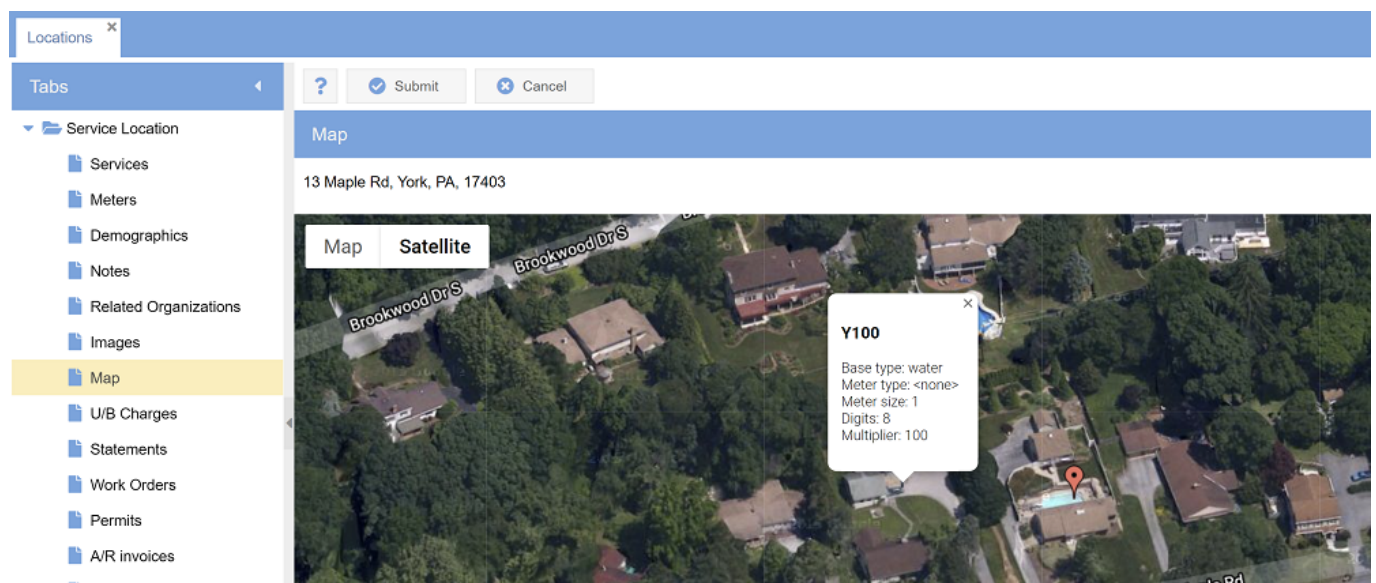 Locations
Tabs
? Submit Cancel
Service Location
Services
Meters
Demographics
Notes
Related Organizations
Images
Map
U/B Charges
Statements
Work Orders
Permits
A/R invoices
Map
13 Maple Rd, York, PA, 17403
Map Satellite
Brookwood Dr S
Brookwood Dr S
Y100
Base type: water
Meter type: <none>
Meter size: 1
Digits: 8
Multiplier: 100
Rd